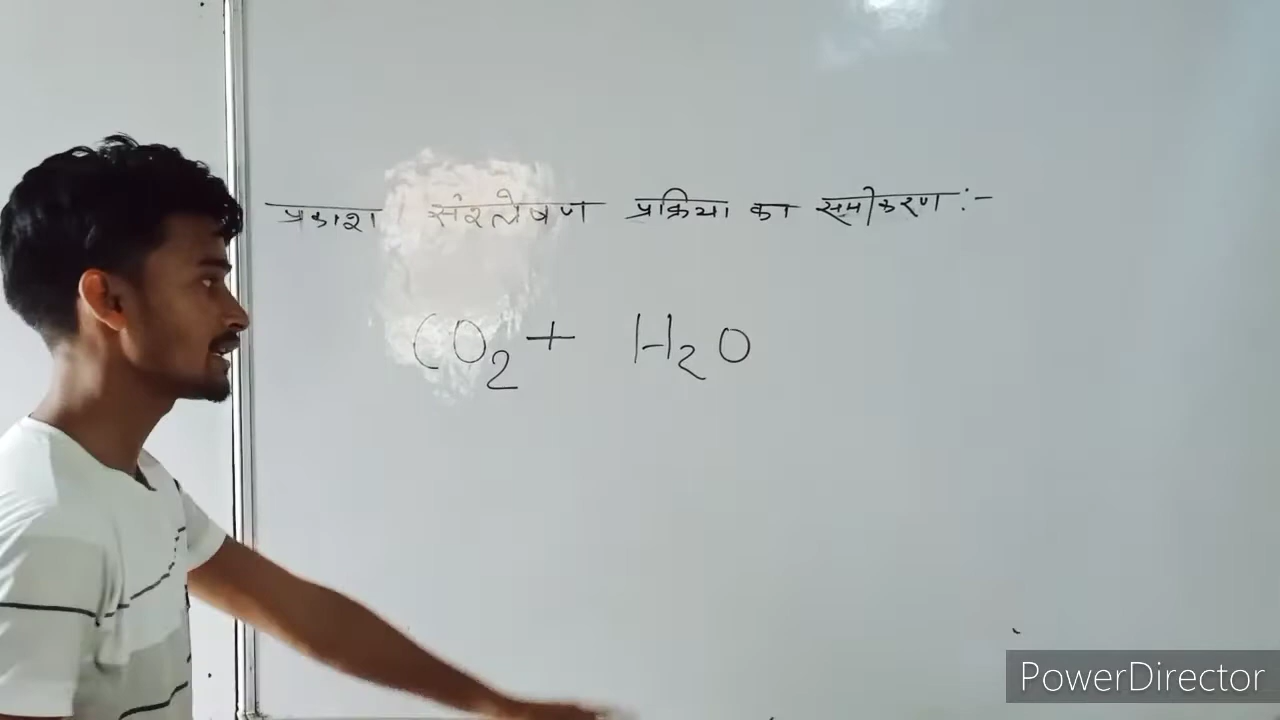 प्रकाश संश्लेषण प्रक्रिया का समीकरण :-
CO₂ + H₂O
PowerDirector